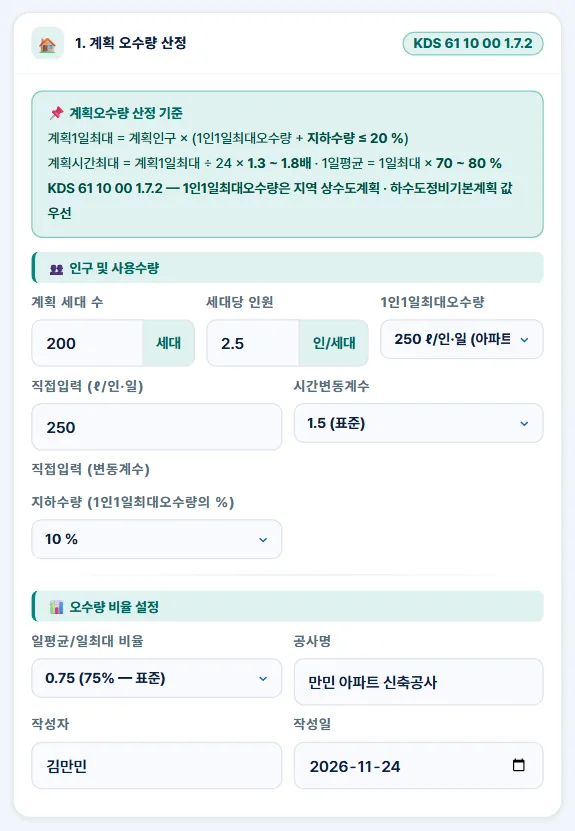 1. 계획 오수량 산정
KDS 61 10 00 1.7.2
계획오수량 산정 기준
계획1일최대 = 계획인구 × (1인1일최대오수량 + 지하수량 ≤ 20 %)
계획시간최대 = 계획1일최대 ÷ 24 × 1.3 ~ 1.8배 · 1일평균 = 1일최대 × 70 ~ 80 %
KDS 61 10 00 1.7.2 — 1인1일최대오수량은 지역 상수도계획 · 하수도정비기본계획 값
우선
인구 및 사용수량
계획 세대 수
세대당 인원
1인1일최대오수량
200
세대
2.5
인/세대
250 ℓ/인·일 (아파트
직접입력 (ℓ/인·일)
시간변동계수
250
1.5 (표준)
직접입력 (변동계수)
지하수량 (1인1일최대오수량의 %)
10 %
오수량 비율 설정
일평균/일최대 비율
공사명
0.75 (75% — 표준)
만민 아파트 신축공사
작성자
작성일
김만민
2026-11-24